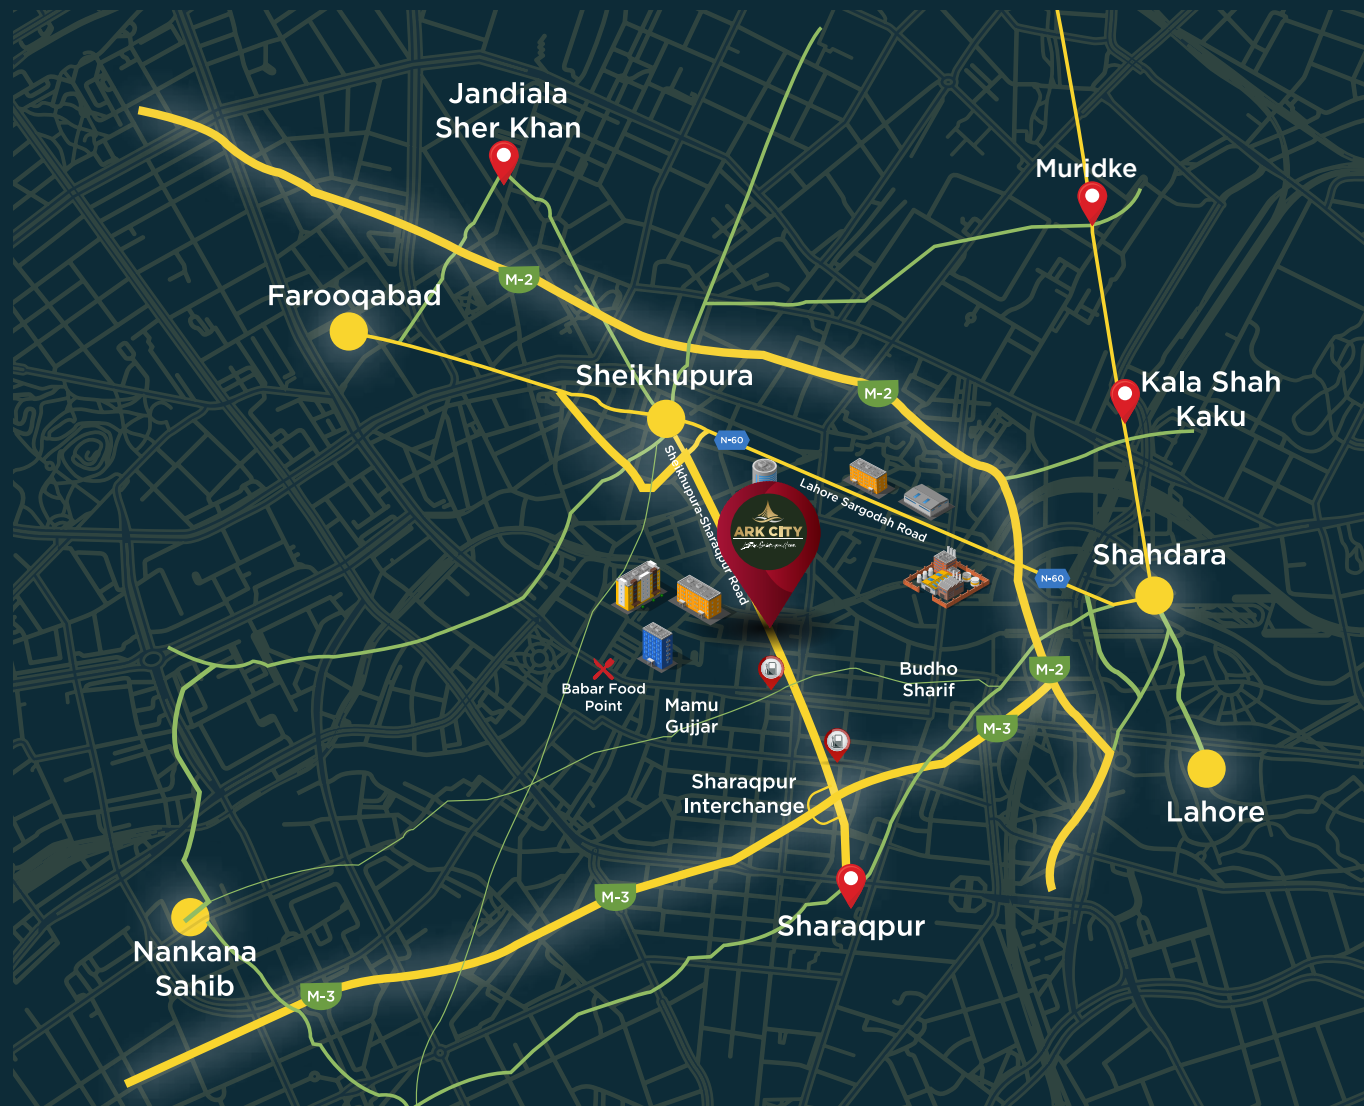 Jandiala
Sher Khan
Muridke
M-2
Farooqabad
Sheikhupura
M-2
Kala Shah
Kaku
N-60
Sheikhupura-Sharaqpur Road
Lahore Sargodah Road
ARK CITY
Shahdara
N-60
Budho
Sharif
M-2
Babar Food
Point
Mamu
Gujjar
M-3
Sharaqpur
Interchange
Lahore
M-3
Sharaqpur
Nankana
Sahib
M-3